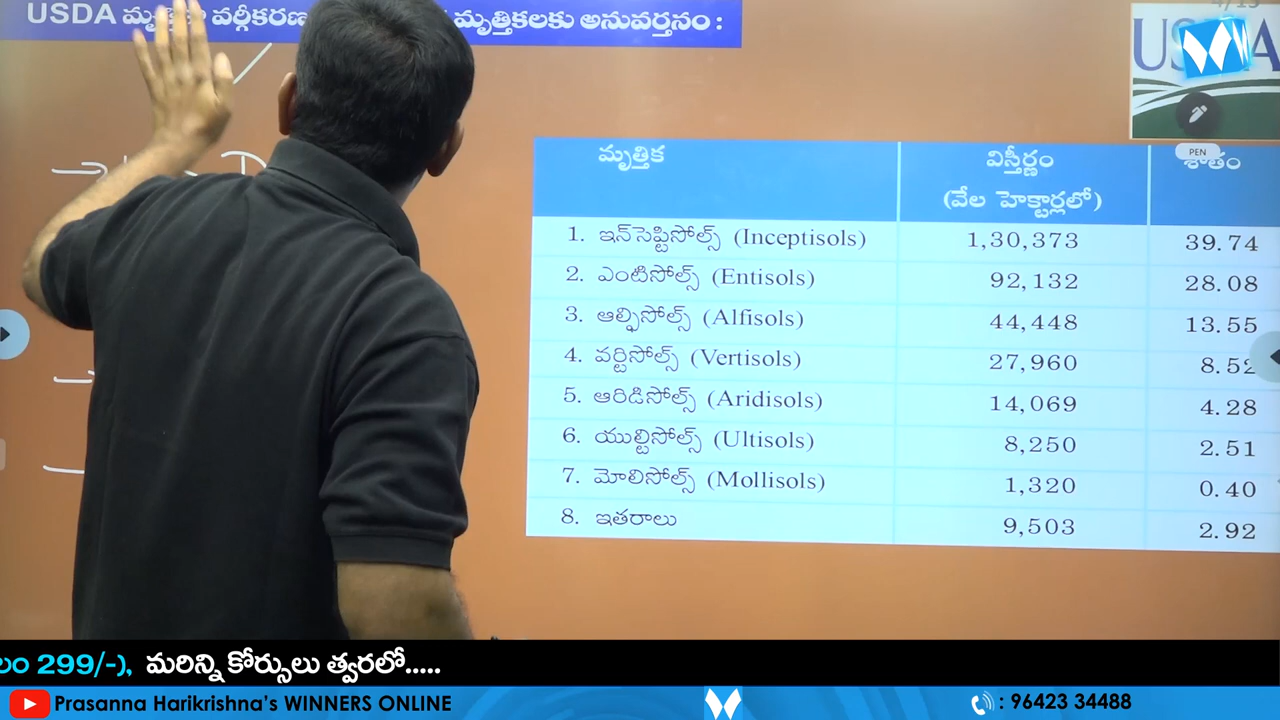 USDA వర్గీకరణ మృత్తికలకు అనువర్తనం :
PEN
మృత్తిక విస్తీర్ణం శాతం
(వేల హెక్టార్లలో)
1. ఇన్‌సెప్టిసోల్స్ (Inceptisols) 1,30,373 39.74
2. ఎంటిసోల్స్ (Entisols) 92,132 28.08
3. ఆల్ఫిసోల్స్ (Alfisols) 44,448 13.55
4. వర్టిసోల్స్ (Vertisols) 27,960 8.52
5. ఆరిడిసోల్స్ (Aridisols) 14,069 4.28
6. యుల్టిసోల్స్ (Ultisols) 8,250 2.51
7. మోలిసోల్స్ (Mollisols) 1,320 0.40
8. ఇతరాలు 9,503 2.92
299/-), మరిన్ని కోర్సులు త్వరలో.....
Prasanna Harikrishna's WINNERS ONLINE : 96423 34488